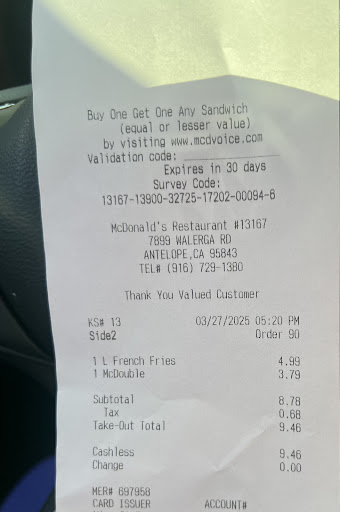 Buy One Get One Any Sandwich
(equal or lesser value)
by visiting www.mcdvoice.com
Validation code: ______________
Expires in 30 days
Survey Code:
13167-13900-32725-17202-00094-6
McDonald's Restaurant #13167
7899 WALERGA RD
ANTELOPE,CA 95843
TEL# (916) 729-1380
Thank You Valued Customer
KS# 13 03/27/2025 05:20 PM
Side2 Order 90
1 L French Fries 4.99
1 McDouble 3.79
Subtotal 8.78
Tax 0.68
Take-Out Total 9.46
Cashless 9.46
Change 0.00
MER# 697958
CARD ISSUER ACCOUNT#